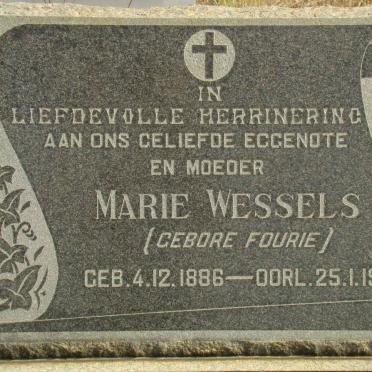 IN
LIEFDEVOLLE HERRINERING
AAN ONS GELIEFDE EGGENOTE
EN MOEDER
MARIE WESSELS
(GEBORE FOURIE)
GEB. 4.12.1886—OORL. 25.1.19